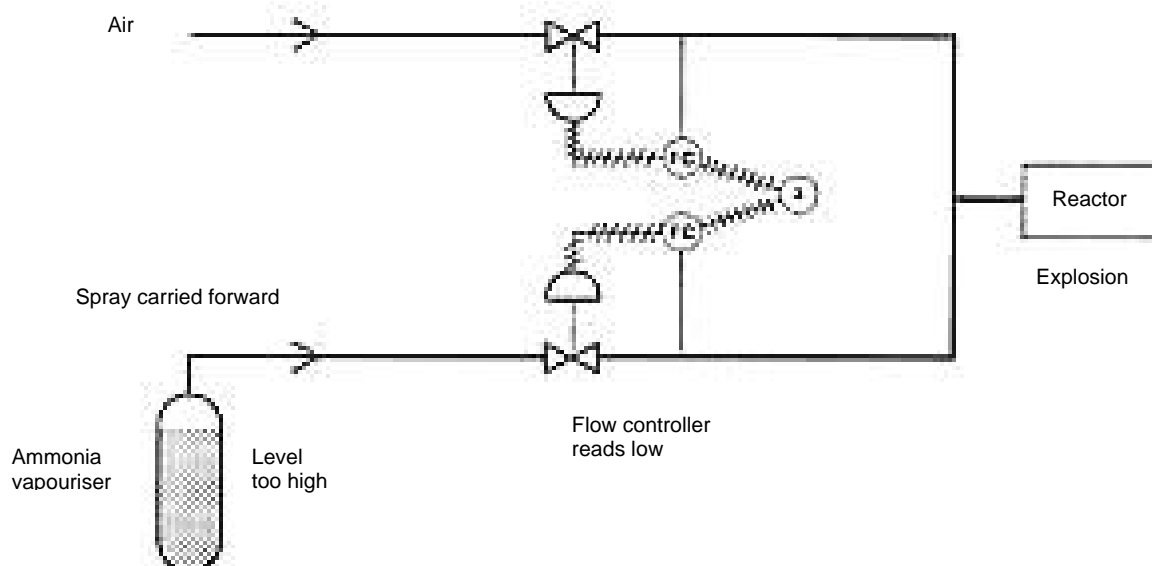 Air
Reactor
Explosion
Spray carried forward
Flow controller
reads low
Ammonia
vapouriser
Level
too high